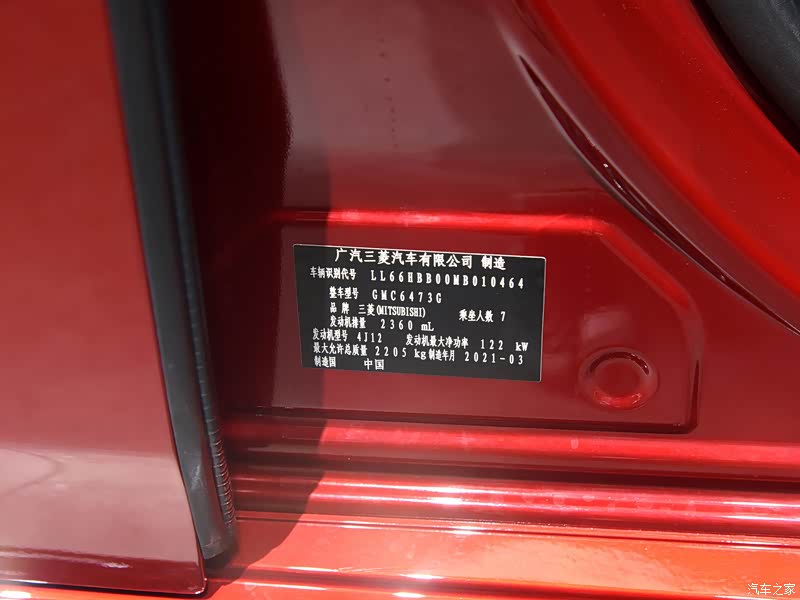 广汽三菱汽车有限公司 制造
车辆识别代号 LL66HBB00MB010464
整车型号 GMC6473G
品牌 三菱(MITSUBISHI) 乘坐人数 7
发动机排量 2360 mL
发动机型号 4J12 发动机最大净功率 122 kW
最大允许总质量 2205 kg 制造年月 2021-03
制造国 中国
汽车之家